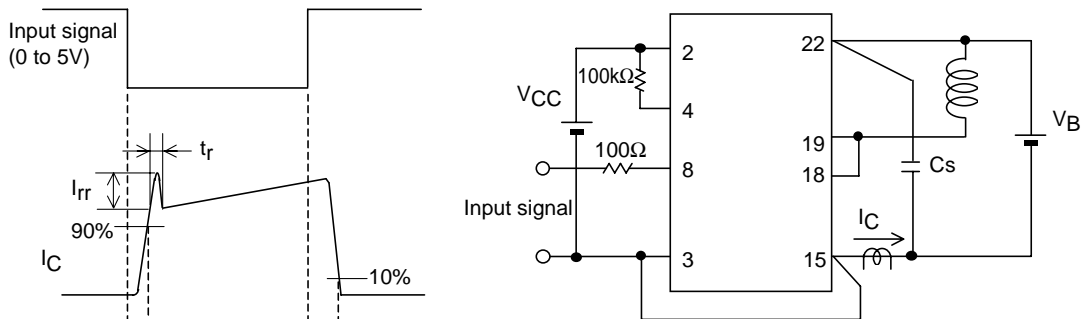 Input signal
(0 to 5V)
tr
Irr
90%
IC
10%
VCC
100kΩ
100Ω
Input signal
2
4
8
3
22
19
18
15
IC
Cs
VB